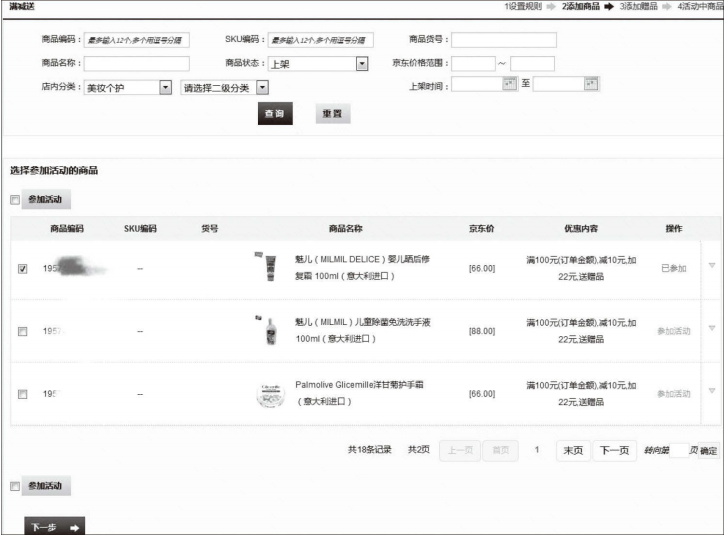 满减送 1设置规则 2添加商品 3添加赠品 4活动中商品
商品编码： 最多输入12个,多个用逗号分隔 SKU编码： 最多输入12个,多个用逗号分隔 商品货号：
商品名称： 商品状态： 上架 京东价格范围： ～
店内分类： 美妆个护 请选择二级分类 上架时间： 至
查询 重置
选择参加活动的商品
参加活动
商品编码 SKU编码 货号 商品名称 京东价 优惠内容 操作
魅儿（MILMIL DELICE）婴儿晒后修 满100元(订单金额),减10元,加
195 -- [66.00] 已参加
复霜 100ml（意大利进口） 22元,送赠品
魅儿（MILMIL）儿童除菌免洗洗手液 满100元(订单金额),减10元,加
195 -- [88.00] 参加活动
100ml（意大利进口） 22元,送赠品
Palmolive Glicemille洋甘菊护手霜 满100元(订单金额),减10元,加
195 -- [66.00] 参加活动
（意大利进口） 22元,送赠品
共18条记录 共2页 上一页 首页 1 末页 下一页 转向第 页 确定
参加活动
下一步